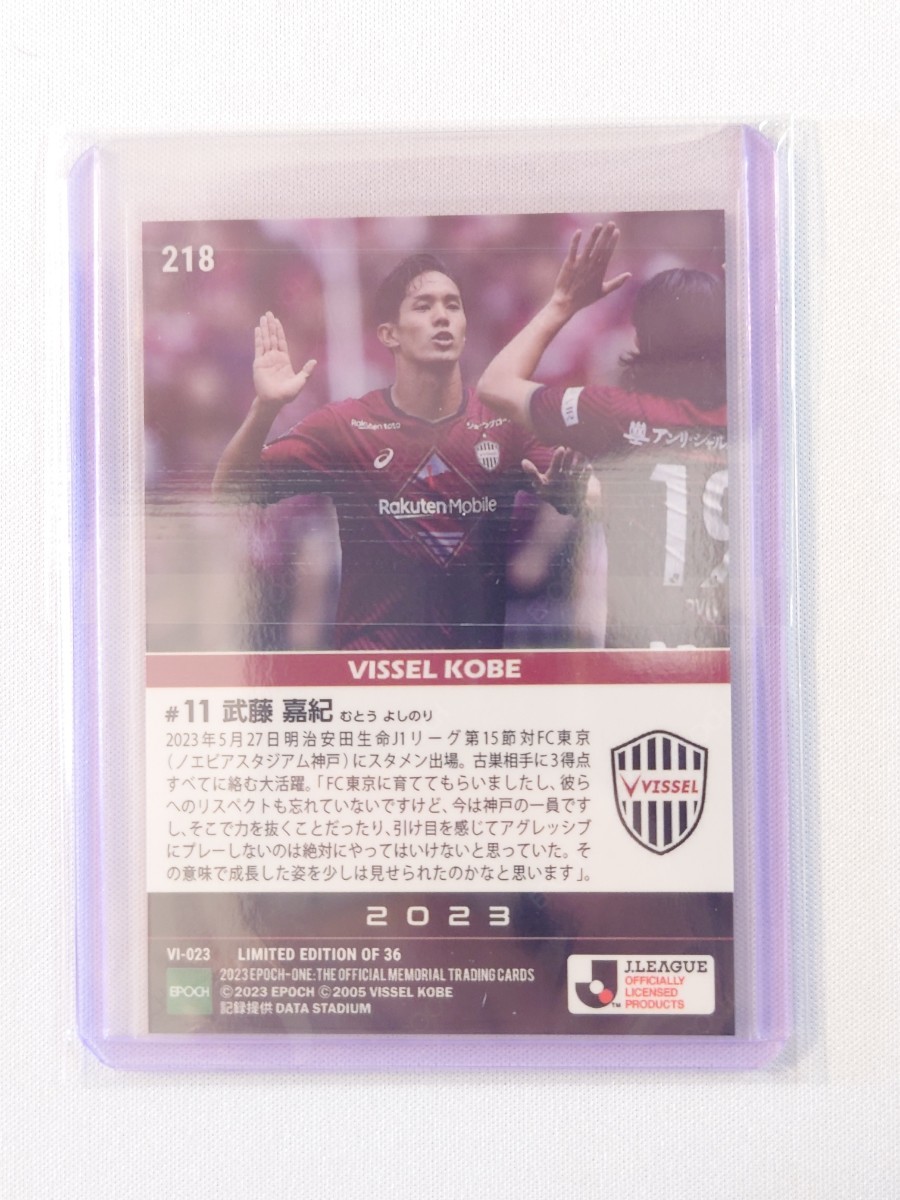 218
Rakuten TOTO
アンリ・シャル
Rakuten Mobile
VISSEL KOBE
#11 武藤 嘉紀 むとう よしのり
2023年5月27日明治安田生命J1リーグ第15節対FC東京
(ノエビアスタジアム神戸)にスタメン出場。古巣相手に3得点
すべてに絡む大活躍。「FC東京に育ててもらいましたし、彼ら
へのリスペクトも忘れていないですけど、今は神戸の一員です
し、そこで力を抜くことだったり、引け目を感じてアグレッシブ
にプレーしないのは絶対にやってはいけないと思っていた。そ
の意味で成長した姿を少しは見せられたのかなと思います」。
VISSEL
2023
VI-023 LIMITED EDITION OF 36
EPOCH
2023 EPOCH-ONE:THE OFFICIAL MEMORIAL TRADING CARDS
©2023 EPOCH ©2005 VISSEL KOBE
記録提供 DATA STADIUM
J.LEAGUE
OFFICIALLY
LICENSED
PRODUCTS
TM